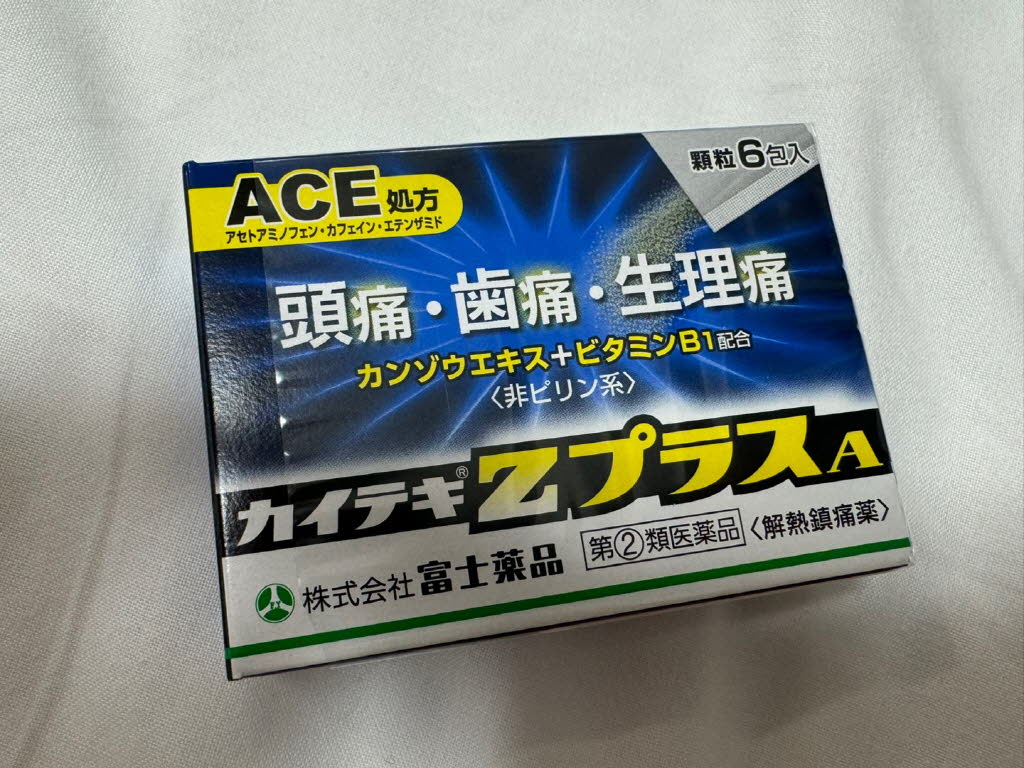 ACE処方
アセトアミノフェン・カフェイン・エテンザミド
顆粒6包入
頭痛・歯痛・生理痛
カンゾウエキス+ビタミンB1配合
〈非ピリン系〉
カイテキ®ZプラスA
第②類医薬品〈解熱鎮痛薬〉
株式会社富士薬品